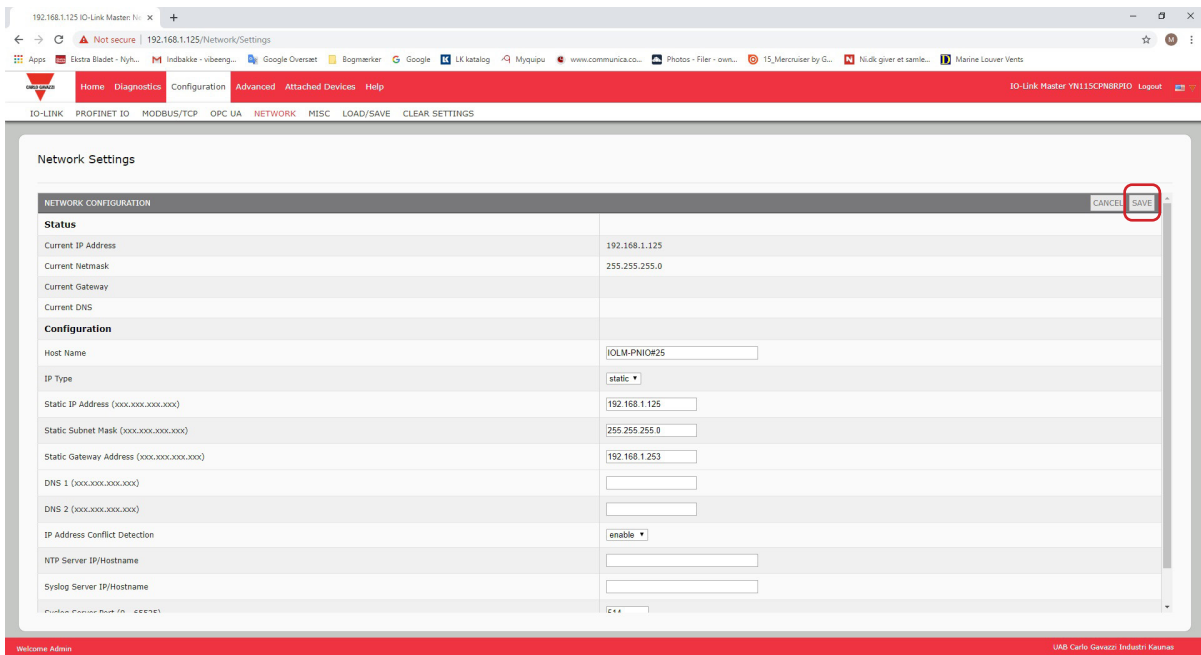 192.168.1.125 IO-Link Master: Ne
Not secure | 192.168.1.125/Network/Settings
M
Apps Ekstra Bladet - Nyh... Indbakke - vibeeng... Google Oversæt Bogmærker Google LK katalog Myquipu www.communica.co... Photos - Filer - own... 15_Mercruiser by G... Ni.dk giver et samle... Marine Louver Vents
CARLO GAVAZZI
Home Diagnostics Configuration Advanced Attached Devices Help
IO-Link Master YN115CPN8RPIO Logout
IO-LINK PROFINET IO MODBUS/TCP OPC UA NETWORK MISC LOAD/SAVE CLEAR SETTINGS
Network Settings
NETWORK CONFIGURATION CANCEL SAVE
Status
Current IP Address 192.168.1.125
Current Netmask 255.255.255.0
Current Gateway
Current DNS
Configuration
Host Name IOLM-PNIO#25
IP Type static
Static IP Address (xxx.xxx.xxx.xxx) 192.168.1.125
Static Subnet Mask (xxx.xxx.xxx.xxx) 255.255.255.0
Static Gateway Address (xxx.xxx.xxx.xxx) 192.168.1.253
DNS 1 (xxx.xxx.xxx.xxx)
DNS 2 (xxx.xxx.xxx.xxx)
IP Address Conflict Detection enable
NTP Server IP/Hostname
Syslog Server IP/Hostname
Syslog Server Port (0 - 65535) 514
Welcome Admin
UAB Carlo Gavazzi Industri Kaunas